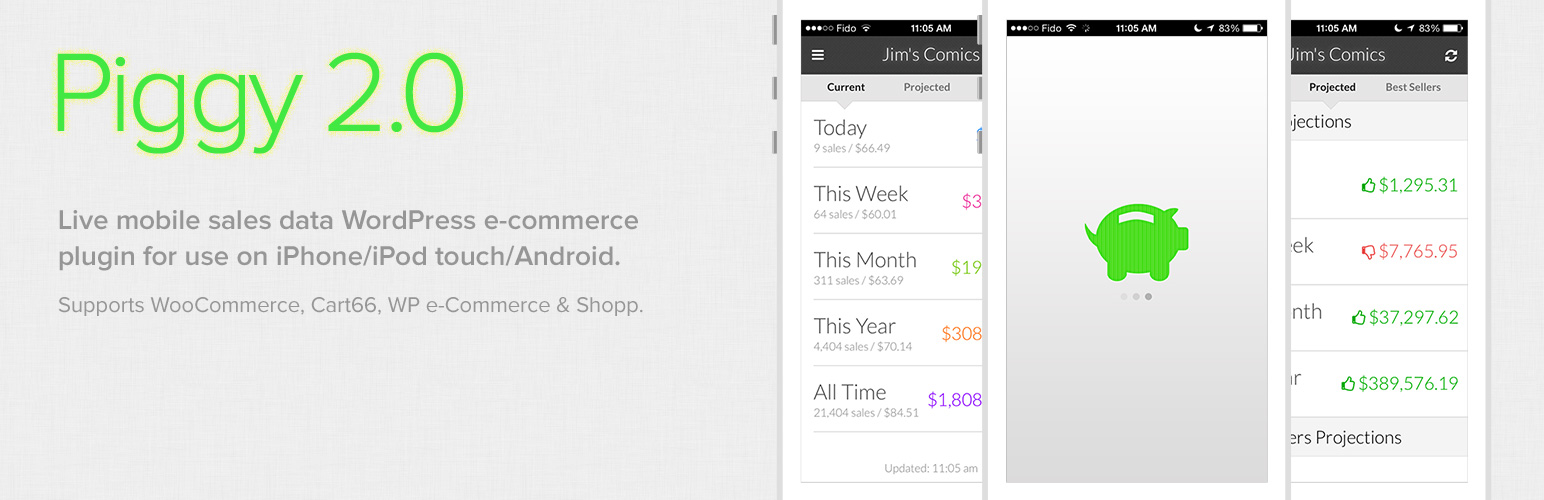 Piggy 2.0
Live mobile sales data WordPress e-commerce
plugin for use on iPhone/iPod touch/Android.
Supports WooCommerce, Cart66, WP e-Commerce & Shopp.
Fido 11:05 AM
Jim's Comics
Current Projected
Today
9 sales / $66.49
This Week
64 sales / $60.01
$3
This Month
311 sales / $63.69
$19
This Year
4,404 sales / $70.14
$308
All Time
21,404 sales / $84.51
$1,808
Updated: 11:05 am
Fido 11:05 AM 83%
11:05 AM 83%
Jim's Comics
Projected Best Sellers
ojections
$1,295.31
eek
$7,765.95
nth
$37,297.62
ar
$389,576.19
ers Projections